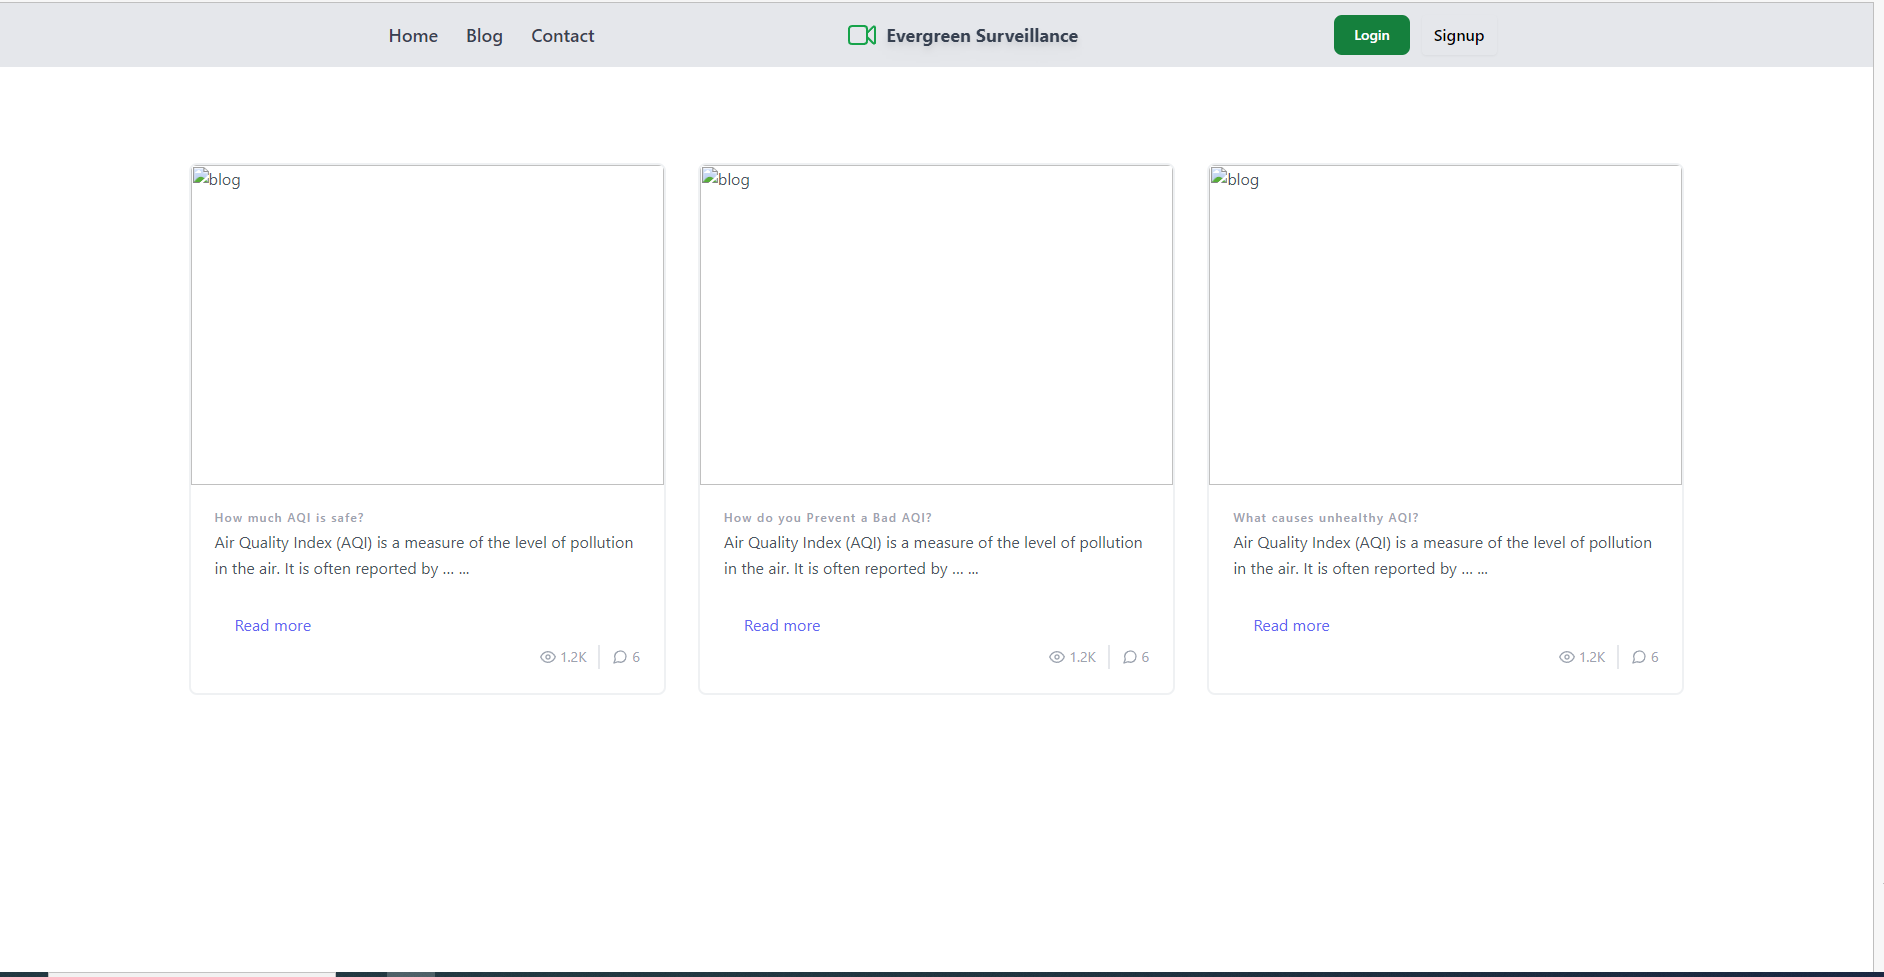 Home Blog Contact Evergreen Surveillance Login Signup
blog
How much AQI is safe?
Air Quality Index (AQI) is a measure of the level of pollution
in the air. It is often reported by ... ...
Read more
1.2K 6
blog
How do you Prevent a Bad AQI?
Air Quality Index (AQI) is a measure of the level of pollution
in the air. It is often reported by ... ...
Read more
1.2K 6
blog
What causes unhealthy AQI?
Air Quality Index (AQI) is a measure of the level of pollution
in the air. It is often reported by ... ...
Read more
1.2K 6